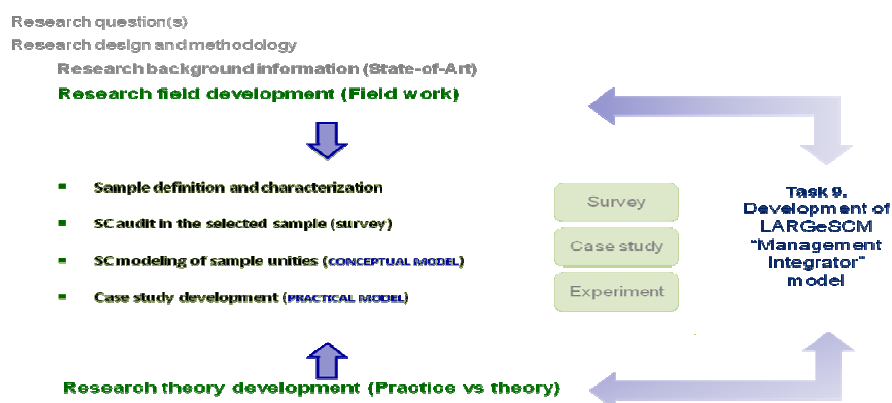 Research question(s)
Research design and methodology
Research background information (State-of-Art)
Research field development (Field work)
Sample definition and characterization
SC audit in the selected sample (survey)
SC modeling of sample unities (CONCEPTUAL MODEL)
Case study development (PRACTICAL MODEL)
Survey
Case study
Experiment
Task 9.
Development of
LARGeSCM
“Management
Integrator”
model
Research theory development (Practice vs theory)